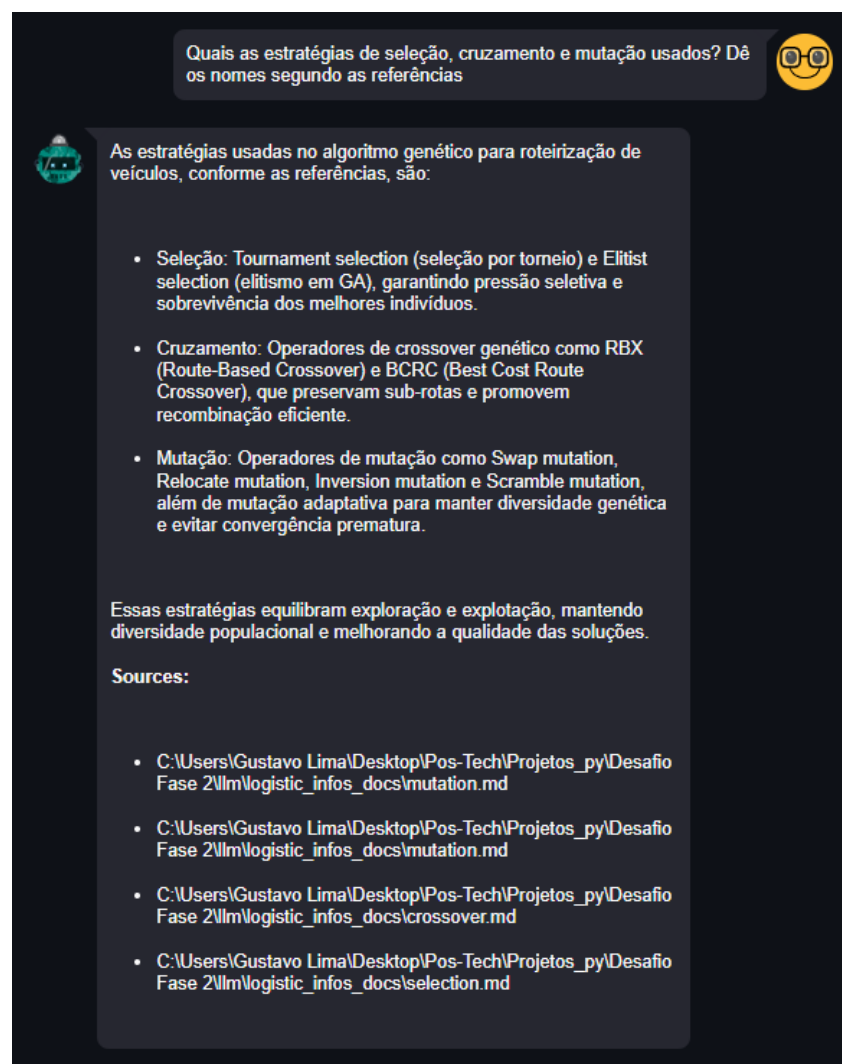 Quais as estratégias de seleção, cruzamento e mutação usados? Dê
os nomes segundo as referências
As estratégias usadas no algoritmo genético para roteirização de
veículos, conforme as referências, são:
• Seleção: Tournament selection (seleção por torneio) e Elitist
selection (elitismo em GA), garantindo pressão seletiva e
sobrevivência dos melhores indivíduos.
• Cruzamento: Operadores de crossover genético como RBX
(Route-Based Crossover) e BCRC (Best Cost Route
Crossover), que preservam sub-rotas e promovem
recombinação eficiente.
• Mutação: Operadores de mutação como Swap mutation,
Relocate mutation, Inversion mutation e Scramble mutation,
além de mutação adaptativa para manter diversidade genética
e evitar convergência prematura.
Essas estratégias equilibram exploração e explotação, mantendo
diversidade populacional e melhorando a qualidade das soluções.
Sources:
• C:\Users\Gustavo Lima\Desktop\Pos-Tech\Projetos_py\Desafio
Fase 2\llm\logistic_infos_docs\mutation.md
• C:\Users\Gustavo Lima\Desktop\Pos-Tech\Projetos_py\Desafio
Fase 2\llm\logistic_infos_docs\mutation.md
• C:\Users\Gustavo Lima\Desktop\Pos-Tech\Projetos_py\Desafio
Fase 2\llm\logistic_infos_docs\crossover.md
• C:\Users\Gustavo Lima\Desktop\Pos-Tech\Projetos_py\Desafio
Fase 2\llm\logistic_infos_docs\selection.md